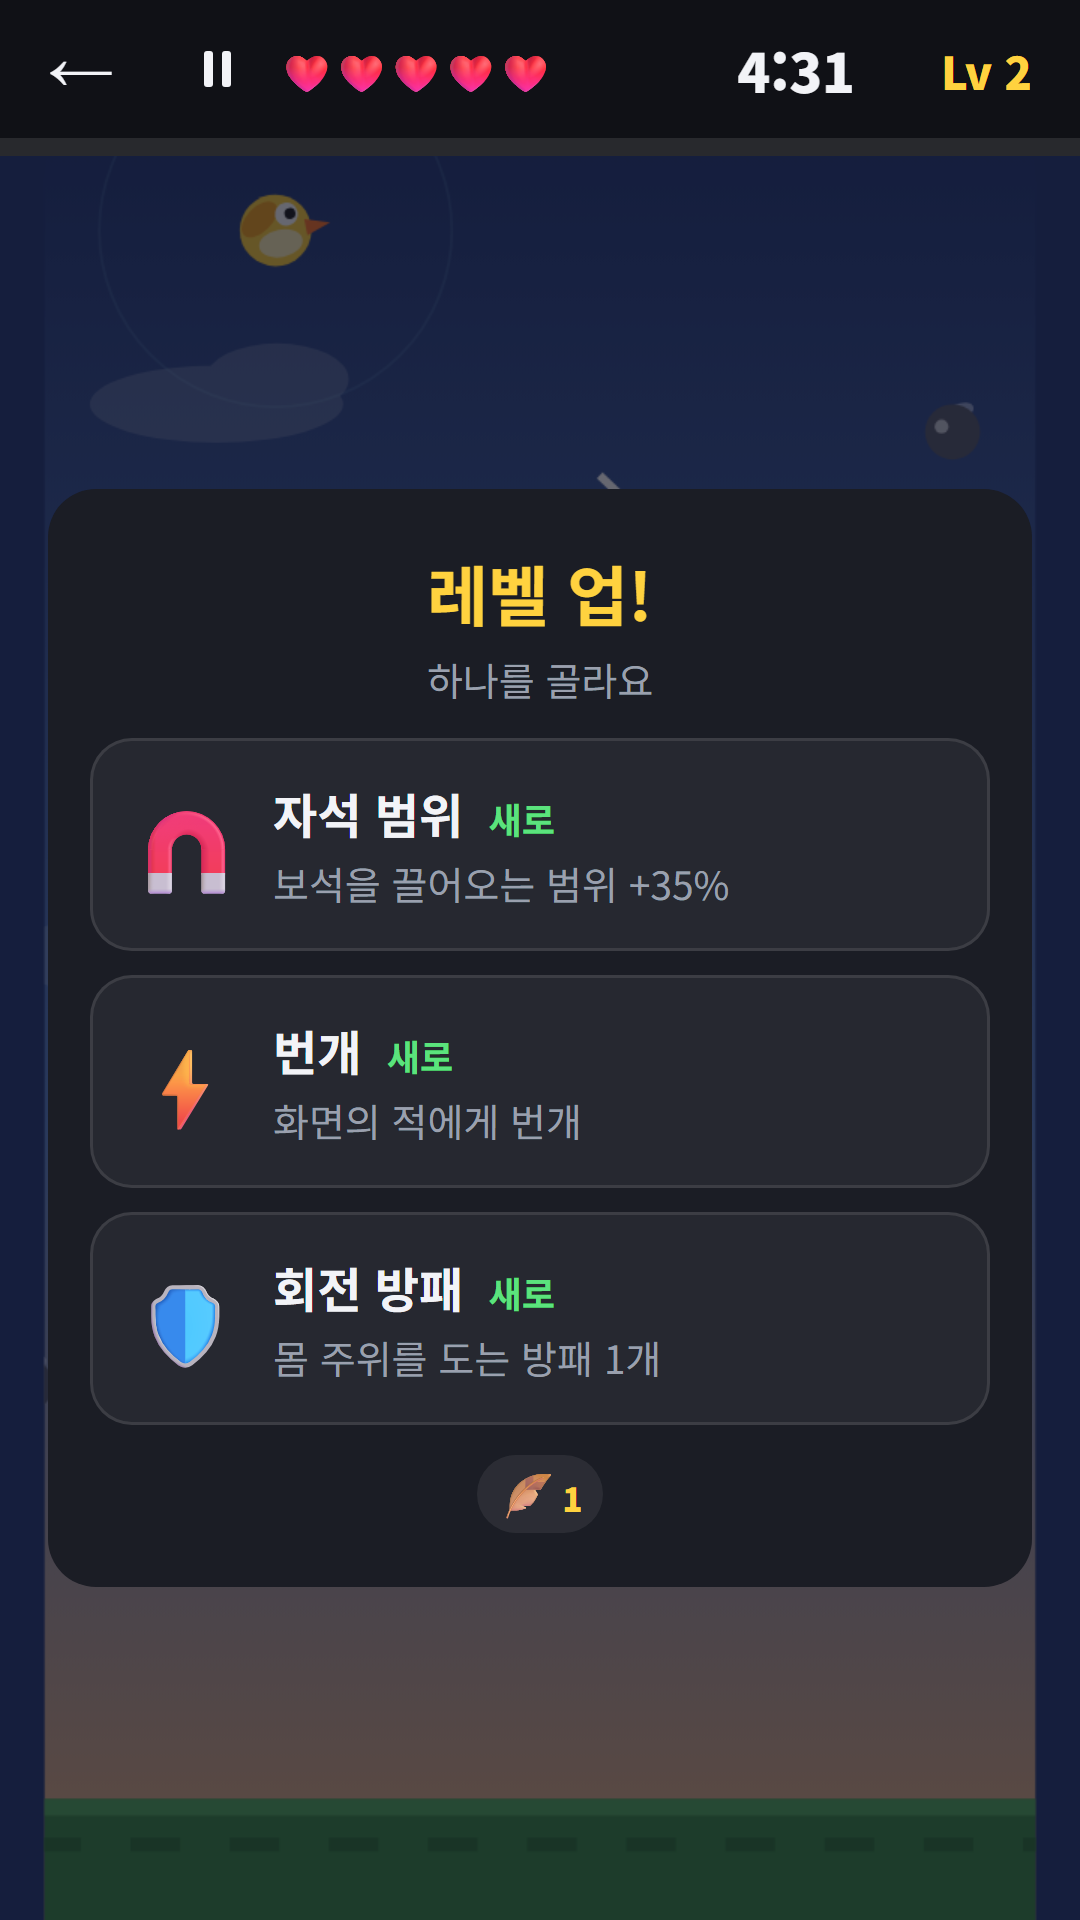 4:31 Lv 2
레벨 업!
하나를 골라요
자석 범위 새로
보석을 끌어오는 범위 +35%
번개 새로
화면의 적에게 번개
회전 방패 새로
몸 주위를 도는 방패 1개
1